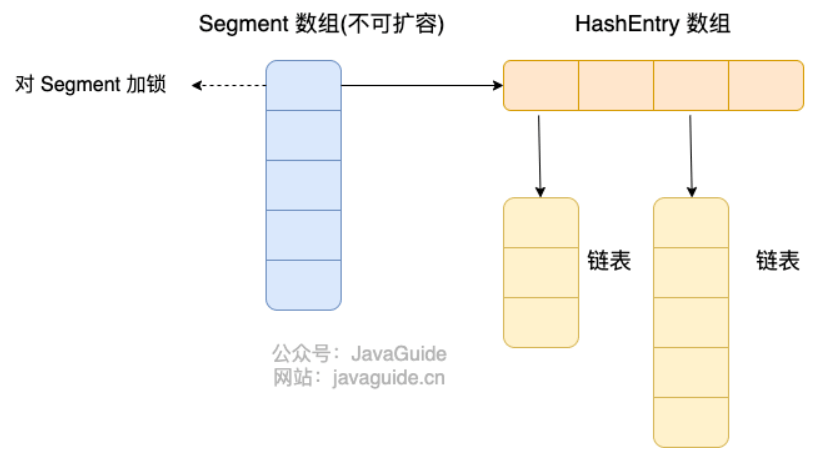 Segment 数组(不可扩容)
HashEntry 数组
对 Segment 加锁
链表
链表
公众号：JavaGuide
网站：javaguide.cn